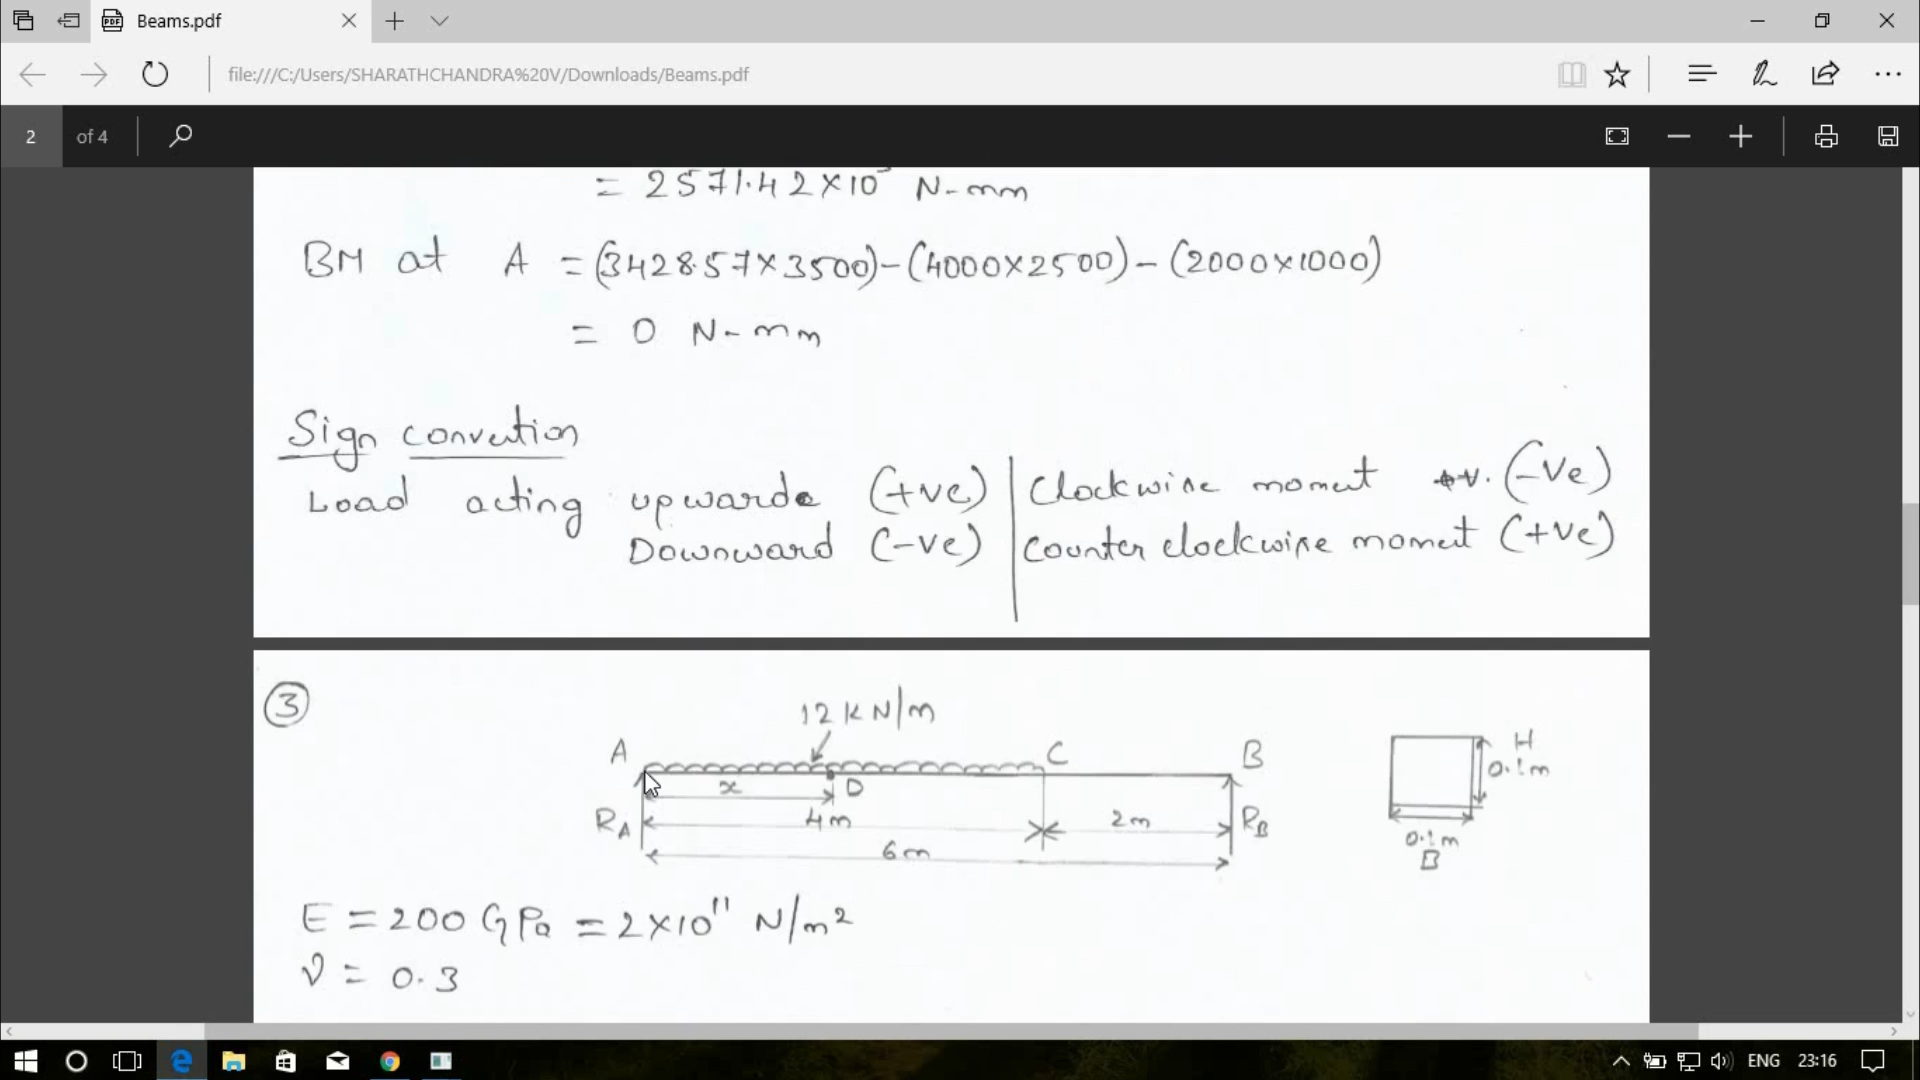 Beams.pdf
file:///C:/Users/SHARATHCHANDRA%20V/Downloads/Beams.pdf
2 of 4
= 2571.42×10 N-mm
BM at A = (3428.57×3500)-(4000×2500)-(2000×1000)
= 0 N-mm
Sign convention
Load acting upwards (+ve) | Clockwise moment (-Ve)
Downward (-ve) | Counter clockwise moment (+Ve)
3
12 KN/m
A C B H
0.1m
x D
RA 4m 2m RB
0.1m
6m B
E = 200 GPa = 2×10¹¹ N/m²
ν = 0.3
ENG 23:16